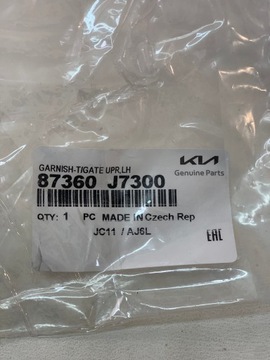 GARNISH-T/GATE UPR,LH
KIA
Genuine Parts
87360 J7300
QTY: 1 PC MADE IN Czech Rep
JC11 / AJ6L
EAC